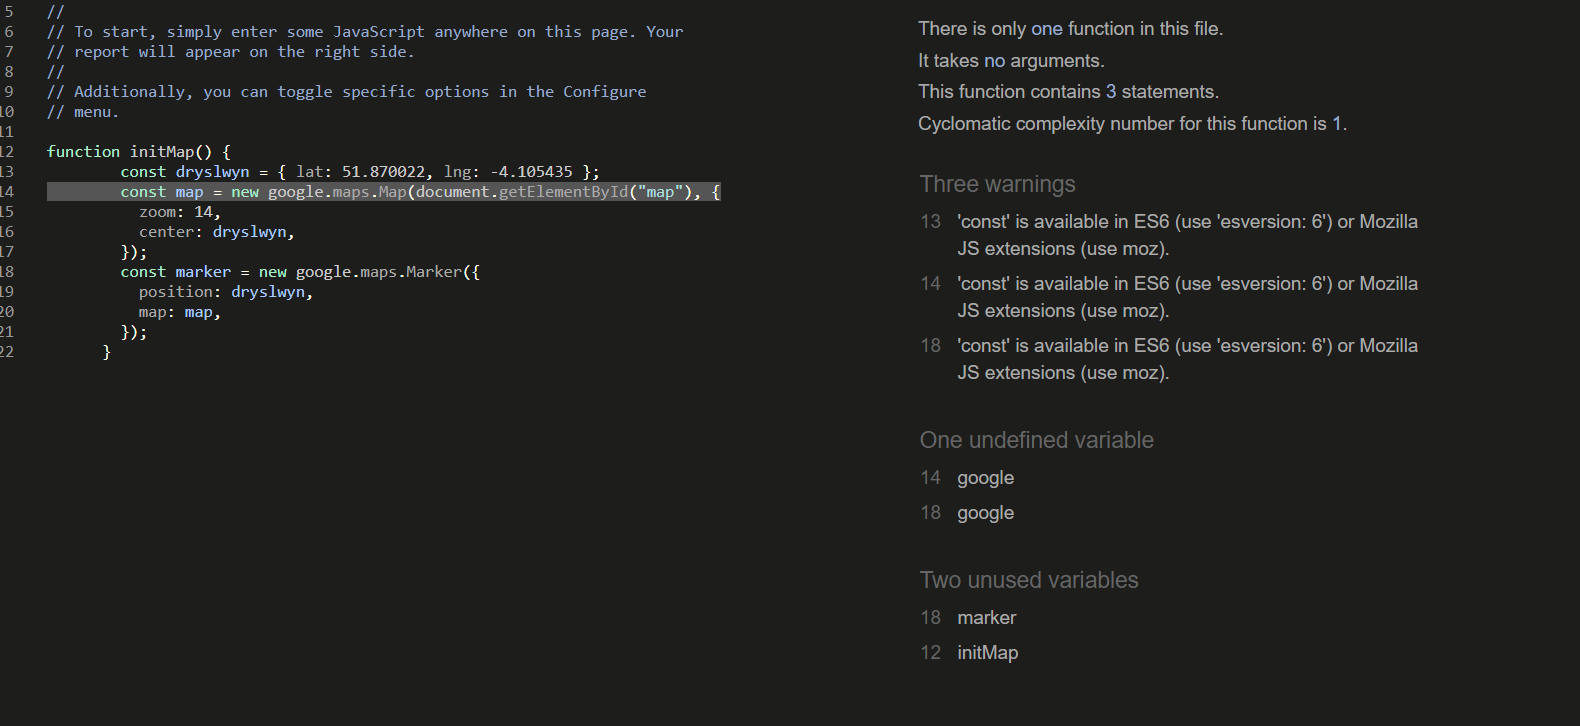 5 //
6 // To start, simply enter some JavaScript anywhere on this page. Your
7 // report will appear on the right side.
8 //
9 // Additionally, you can toggle specific options in the Configure
10 // menu.
11
12 function initMap() {
13 const dryslwyn = { lat: 51.870022, lng: -4.105435 };
14 const map = new google.maps.Map(document.getElementById("map"), {
15 zoom: 14,
16 center: dryslwyn,
17 });
18 const marker = new google.maps.Marker({
19 position: dryslwyn,
20 map: map,
21 });
22 }
There is only one function in this file.
It takes no arguments.
This function contains 3 statements.
Cyclomatic complexity number for this function is 1.
Three warnings
13 'const' is available in ES6 (use 'esversion: 6') or Mozilla
JS extensions (use moz).
14 'const' is available in ES6 (use 'esversion: 6') or Mozilla
JS extensions (use moz).
18 'const' is available in ES6 (use 'esversion: 6') or Mozilla
JS extensions (use moz).
One undefined variable
14 google
18 google
Two unused variables
18 marker
12 initMap